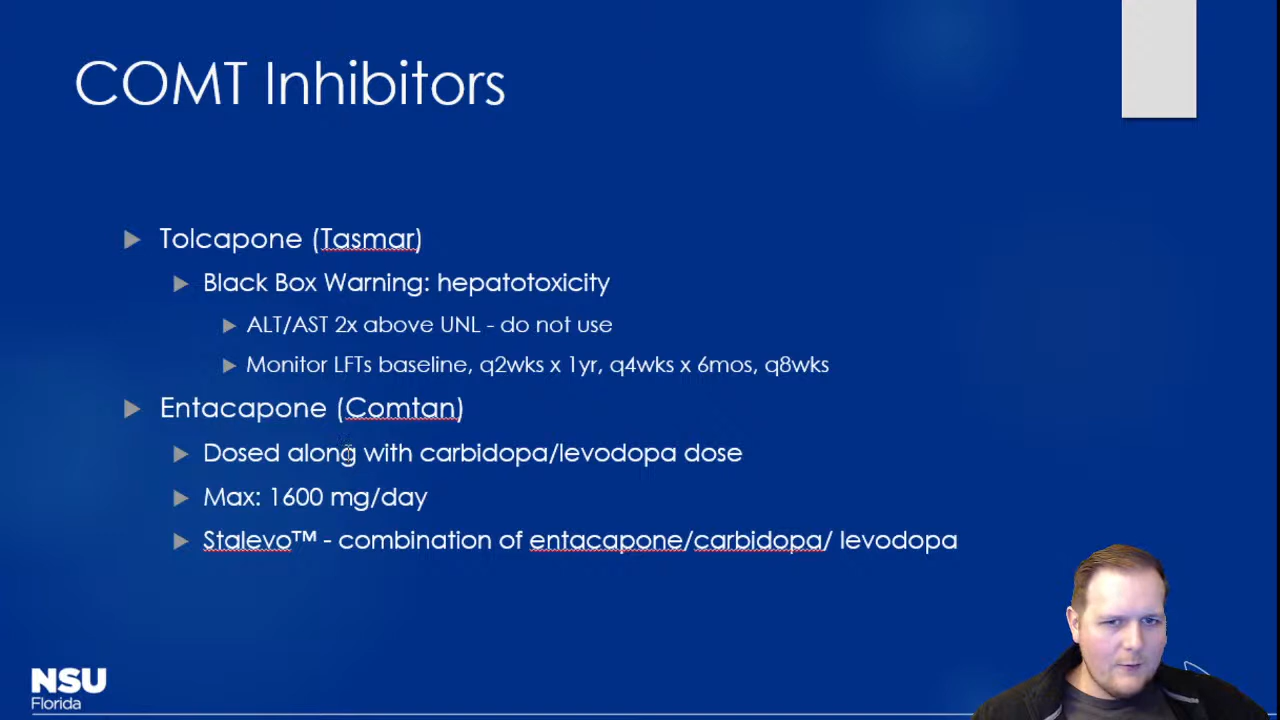 COMT Inhibitors
Tolcapone (Tasmar)
Black Box Warning: hepatotoxicity
ALT/AST 2x above UNL - do not use
Monitor LFTs baseline, q2wks x 1yr, q4wks x 6mos, q8wks
Entacapone (Comtan)
Dosed along with carbidopa/levodopa dose
Max: 1600 mg/day
Stalevo™ - combination of entacapone/carbidopa/ levodopa
NSU
Florida